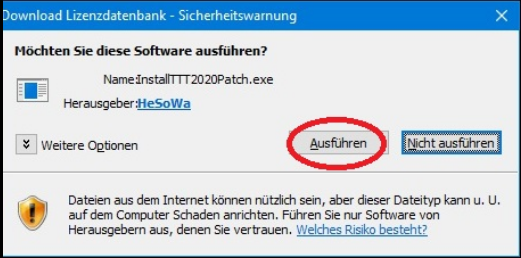 Download Lizenzdatenbank - Sicherheitswarnung
Möchten Sie diese Software ausführen?
Name:InstallTTT2020Patch.exe
Herausgeber:HeSoWa
Weitere Optionen
Ausführen
Nicht ausführen
Dateien aus dem Internet können nützlich sein, aber dieser Dateityp kann u. U.
auf dem Computer Schaden anrichten. Führen Sie nur Software von
Herausgebern aus, denen Sie vertrauen. Welches Risiko besteht?